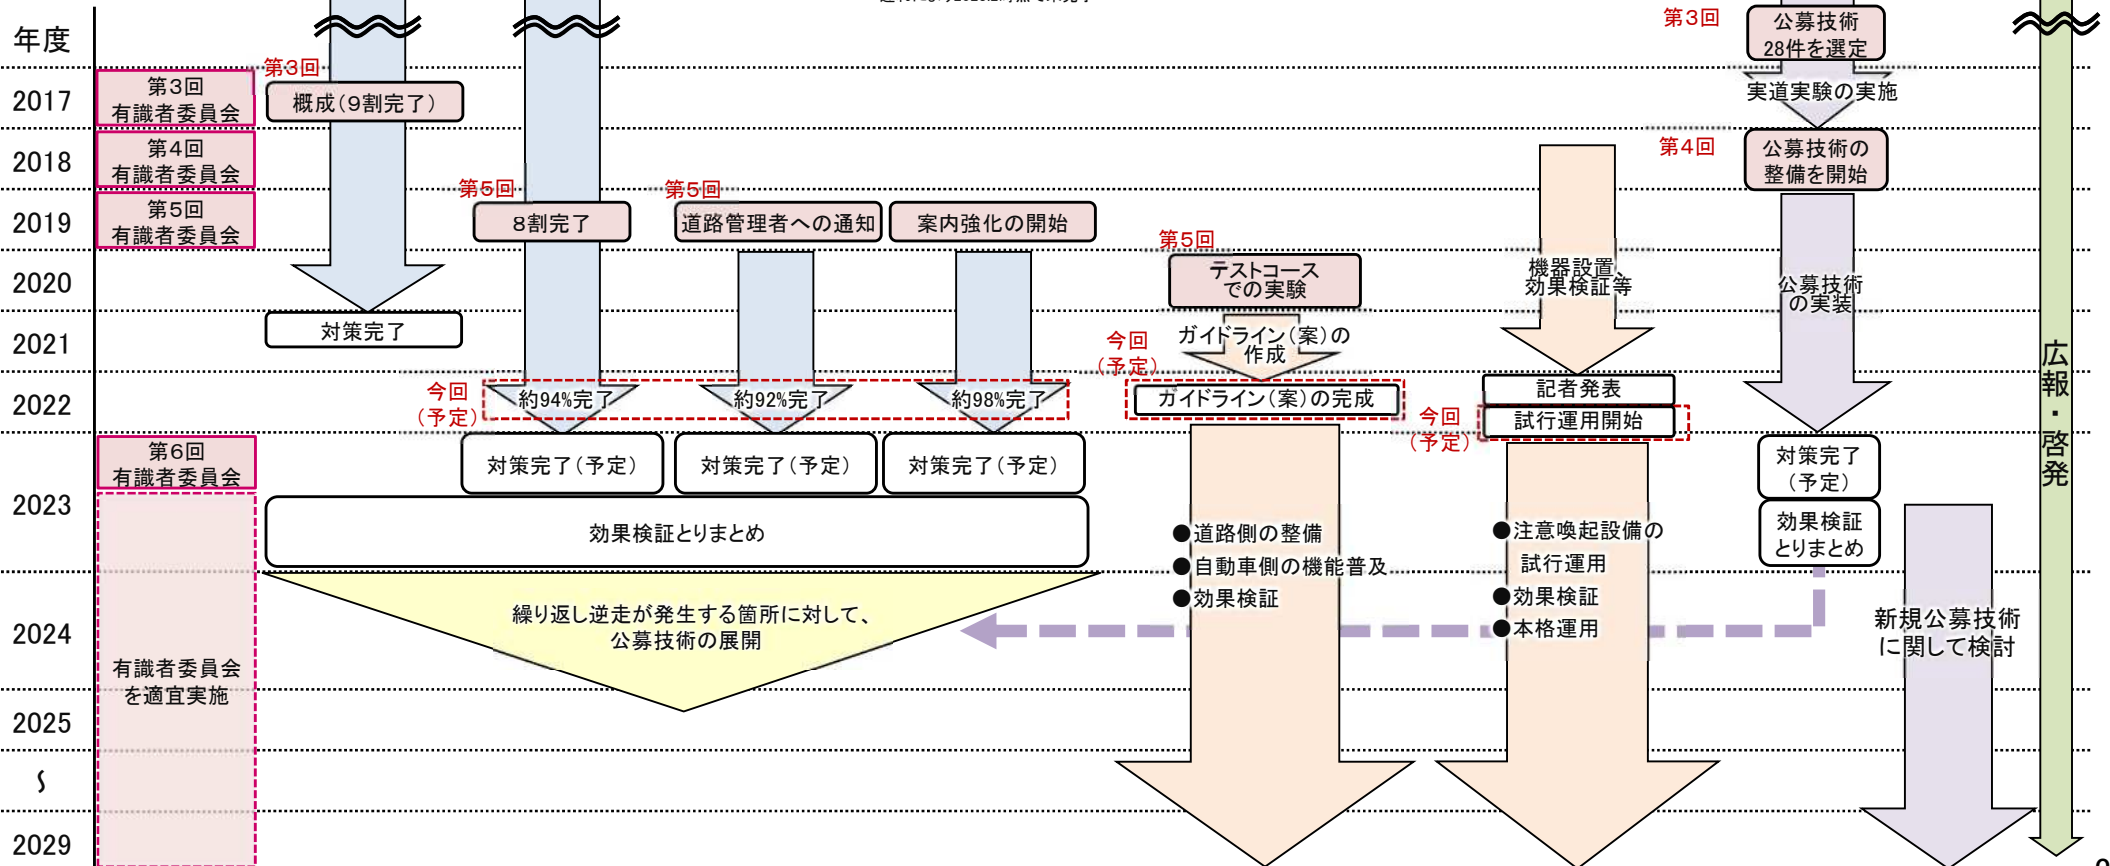 年度
第3回
公募技術
28件を選定
2017
第3回
有識者委員会
第3回
概成（9割完了）
実道実験の実施
2018
第4回
有識者委員会
第4回
公募技術の
整備を開始
2019
第5回
有識者委員会
第5回
8割完了
第5回
道路管理者への通知
案内強化の開始
2020
第5回
テストコース
での実験
機器設置、
効果検証等
公募技術
の実装
2021
対策完了
今回
（予定）
ガイドライン（案）の
作成
2022
今回
（予定）
約94%完了
約92%完了
約98%完了
ガイドライン（案）の完成
今回
（予定）
記者発表
試行運用開始
広報・啓発
2023
第6回
有識者委員会
対策完了（予定）
対策完了（予定）
対策完了（予定）
対策完了
（予定）
効果検証とりまとめ
●道路側の整備
●自動車側の機能普及
●効果検証
●注意喚起設備の
試行運用
●効果検証
●本格運用
効果検証
とりまとめ
2024
繰り返し逆走が発生する箇所に対して、
公募技術の展開
新規公募技術
に関して検討
有識者委員会
を適宜実施
2025
～
2029